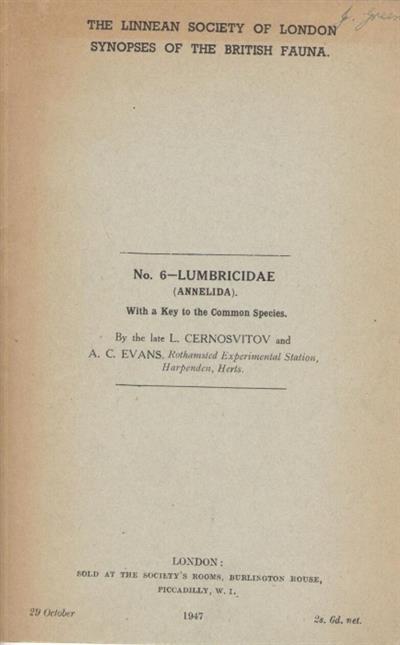 J. Green
THE LINNEAN SOCIETY OF LONDON
SYNOPSES OF THE BRITISH FAUNA.
No. 6—LUMBRICIDAE
(ANNELIDA).
With a Key to the Common Species.
By the late L. CERNOSVITOV and
A. C. EVANS, Rothamsted Experimental Station,
Harpenden, Herts.
LONDON:
SOLD AT THE SOCIETY'S ROOMS, BURLINGTON HOUSE,
PICCADILLY, W. 1.
29 October 1947 2s. 6d. net.